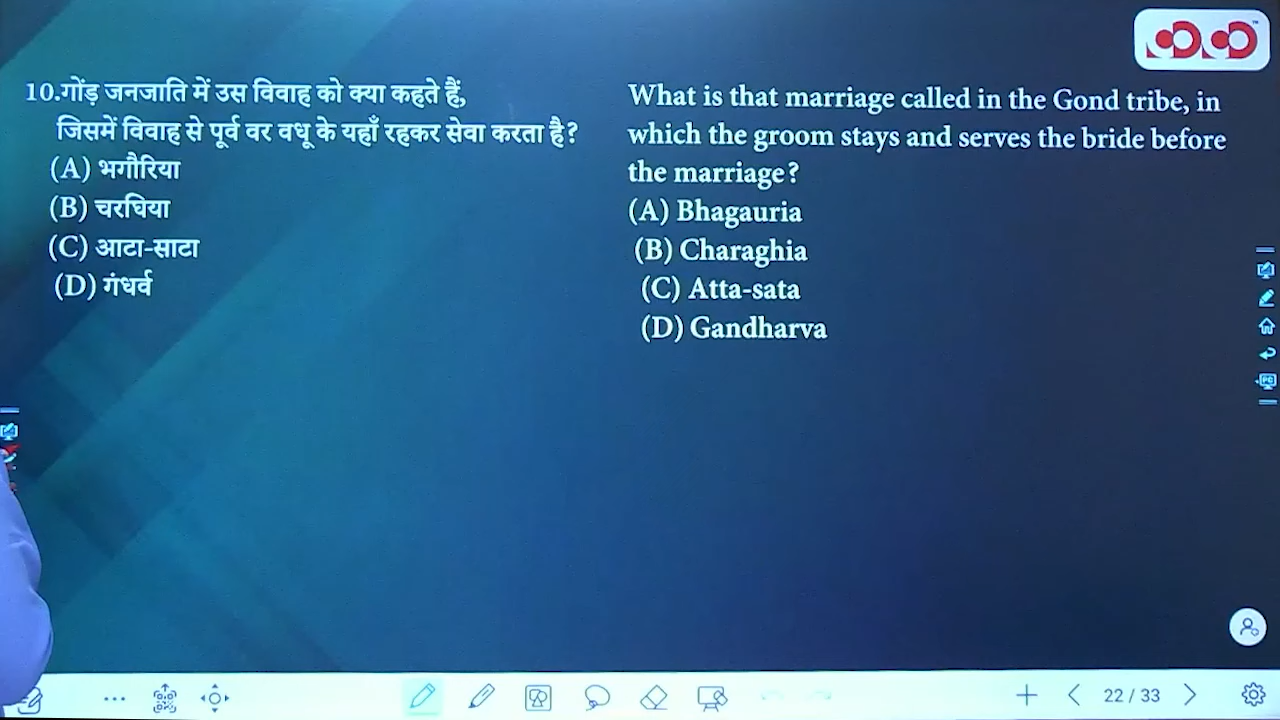 10.गोंड़ जनजाति में उस विवाह को क्या कहते हैं,
जिसमें विवाह से पूर्व वर वधू के यहाँ रहकर सेवा करता है?
(A) भगौरिया
(B) चरघिया
(C) आटा-साटा
(D) गंधर्व
What is that marriage called in the Gond tribe, in
which the groom stays and serves the bride before
the marriage?
(A) Bhagauria
(B) Charaghia
(C) Atta-sata
(D) Gandharva
22 / 33